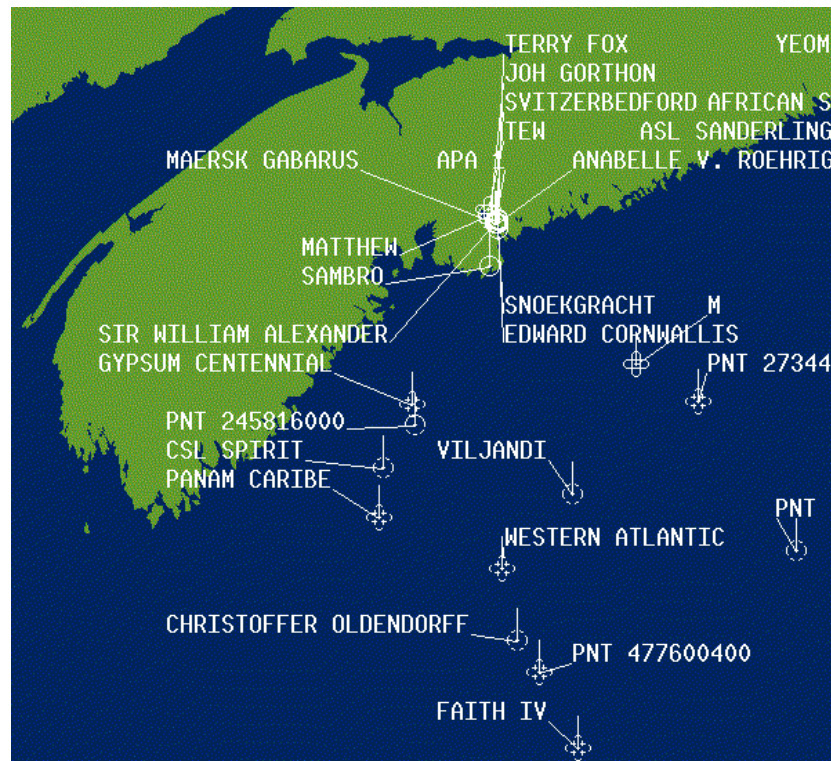 TERRY FOX YEOM
JOH GORTHON
SVITZERBEDFORD AFRICAN S
TEW ASL SANDERLING
MAERSK GABARUS APA ANABELLE V. ROEHRIG
MATTHEW
SAMBRO
SNOEKGRACHT M
SIR WILLIAM ALEXANDER EDWARD CORNWALLIS
GYPSUM CENTENNIAL PNT 27344
PNT 245816000
CSL SPIRIT VILJANDI
PANAM CARIBE
PNT
WESTERN ATLANTIC
CHRISTOFFER OLDENDORFF
PNT 477600400
FAITH IV